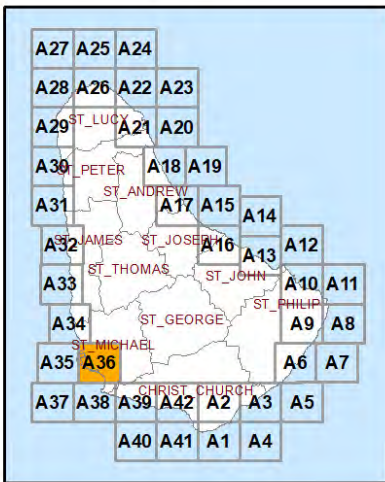 A27 A25 A24
A28 A26 A22 A23
A29 ST_LUCY A21 A20
A30 ST_PETER A18 A19
ST_ANDREW
A31 A17 A15 A14
A32 ST_JAMES ST_JOSEPH A16 A13 A12
ST_THOMAS ST_JOHN
A33 A10 A11
ST_PHILIP
A34 ST_GEORGE A9 A8
ST_MICHAEL
A35 A36 A6 A7
CHRIST_CHURCH
A37 A38 A39 A42 A2 A3 A5
A40 A41 A1 A4